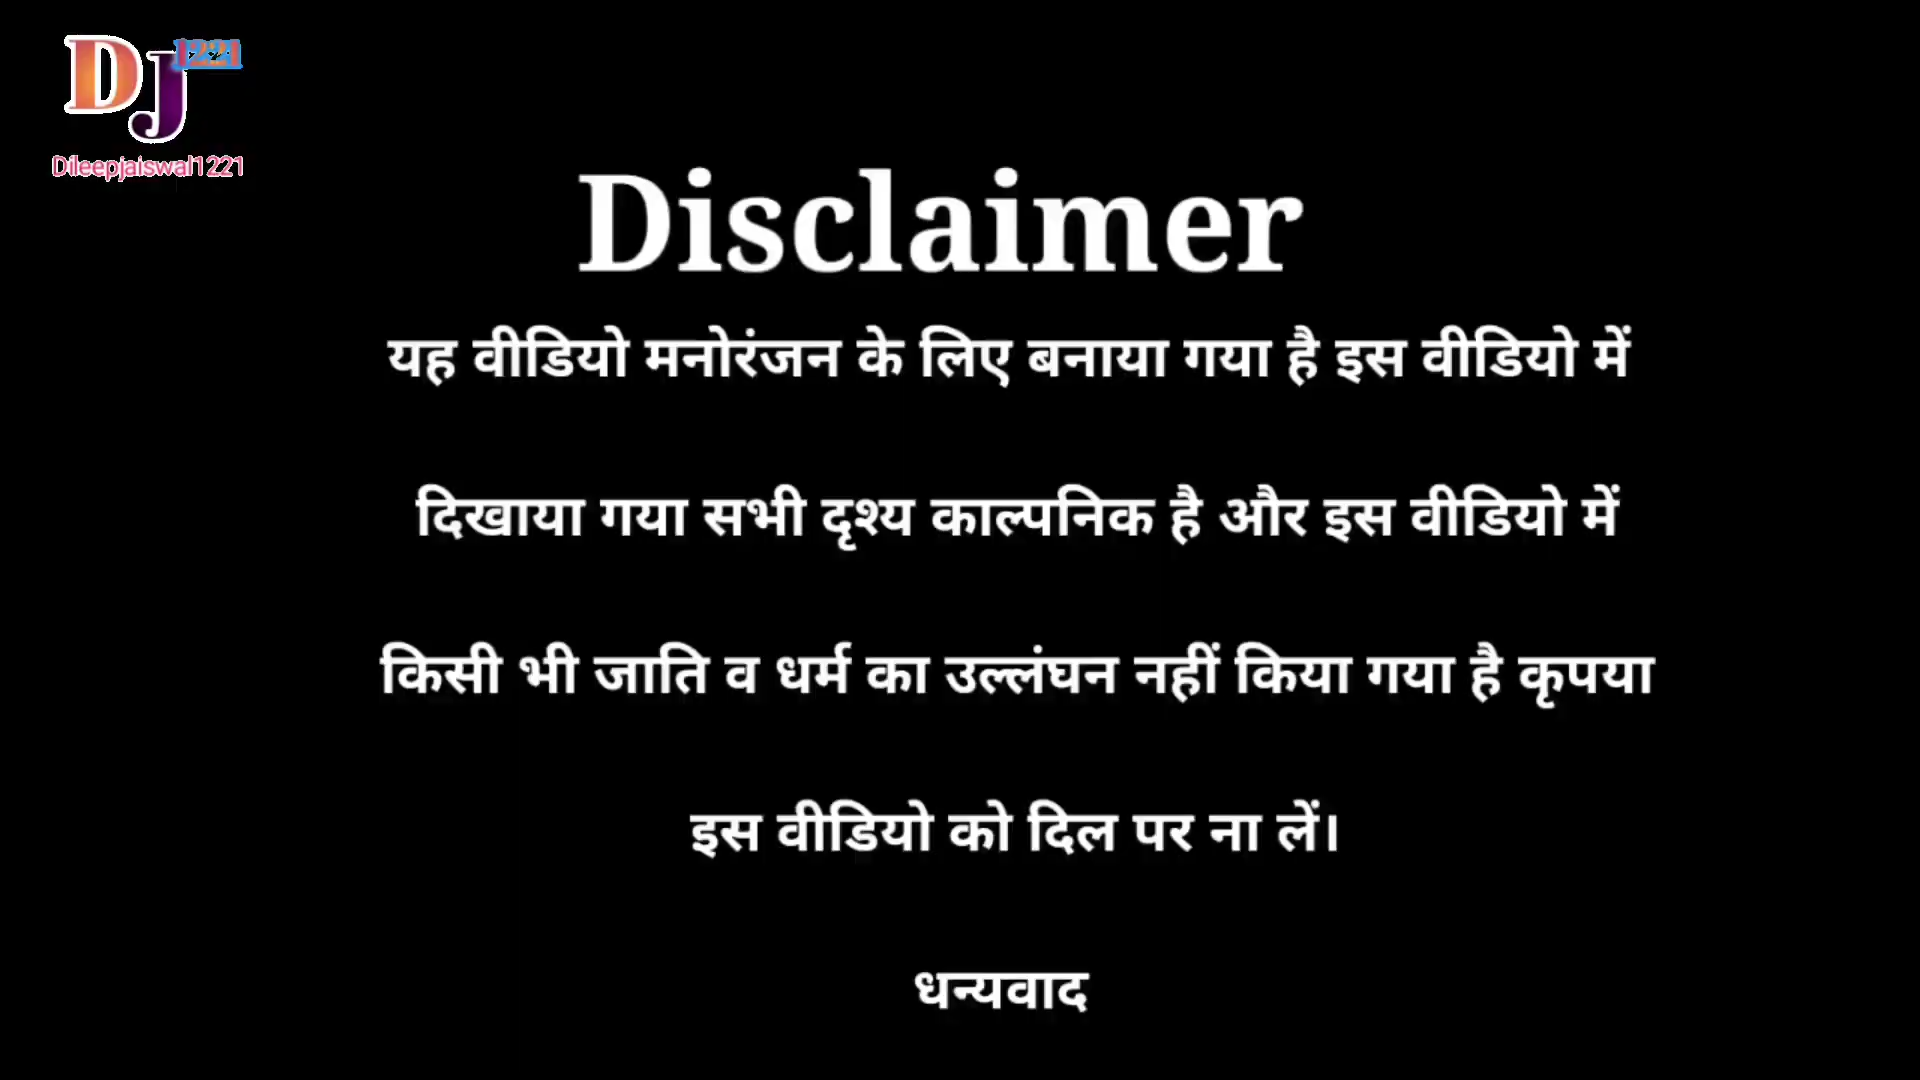 DJ 1221
Dileepjaiswal1221
Disclaimer
यह वीडियो मनोरंजन के लिए बनाया गया है इस वीडियो में
दिखाया गया सभी दृश्य काल्पनिक है और इस वीडियो में
किसी भी जाति व धर्म का उल्लंघन नहीं किया गया है कृपया
इस वीडियो को दिल पर ना लें।
धन्यवाद